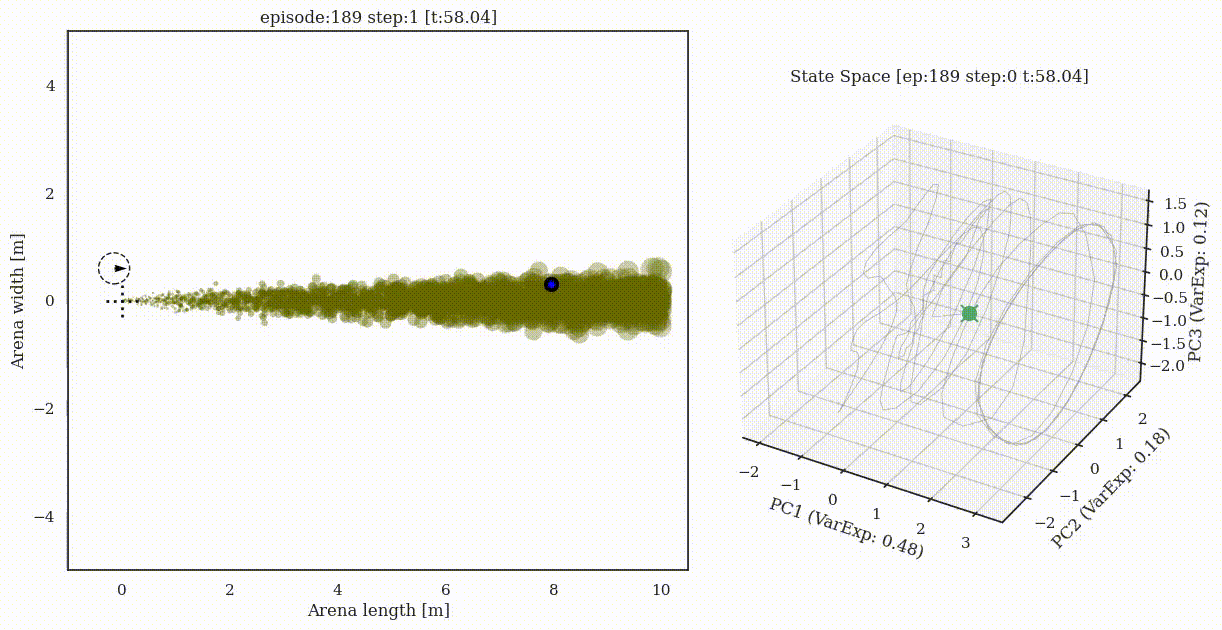 episode:189 step:1 [t:58.04]
4
2
0
−2
−4
Arena width [m]
0 2 4 6 8 10
Arena length [m]
State Space [ep:189 step:0 t:58.04]
1.5
1.0
0.5
0.0
−0.5
−1.0
−1.5
−2.0
PC3 (VarExp: 0.12)
2
1
0
−1
−2
PC2 (VarExp: 0.18)
−2 −1 0 1 2 3
PC1 (VarExp: 0.48)